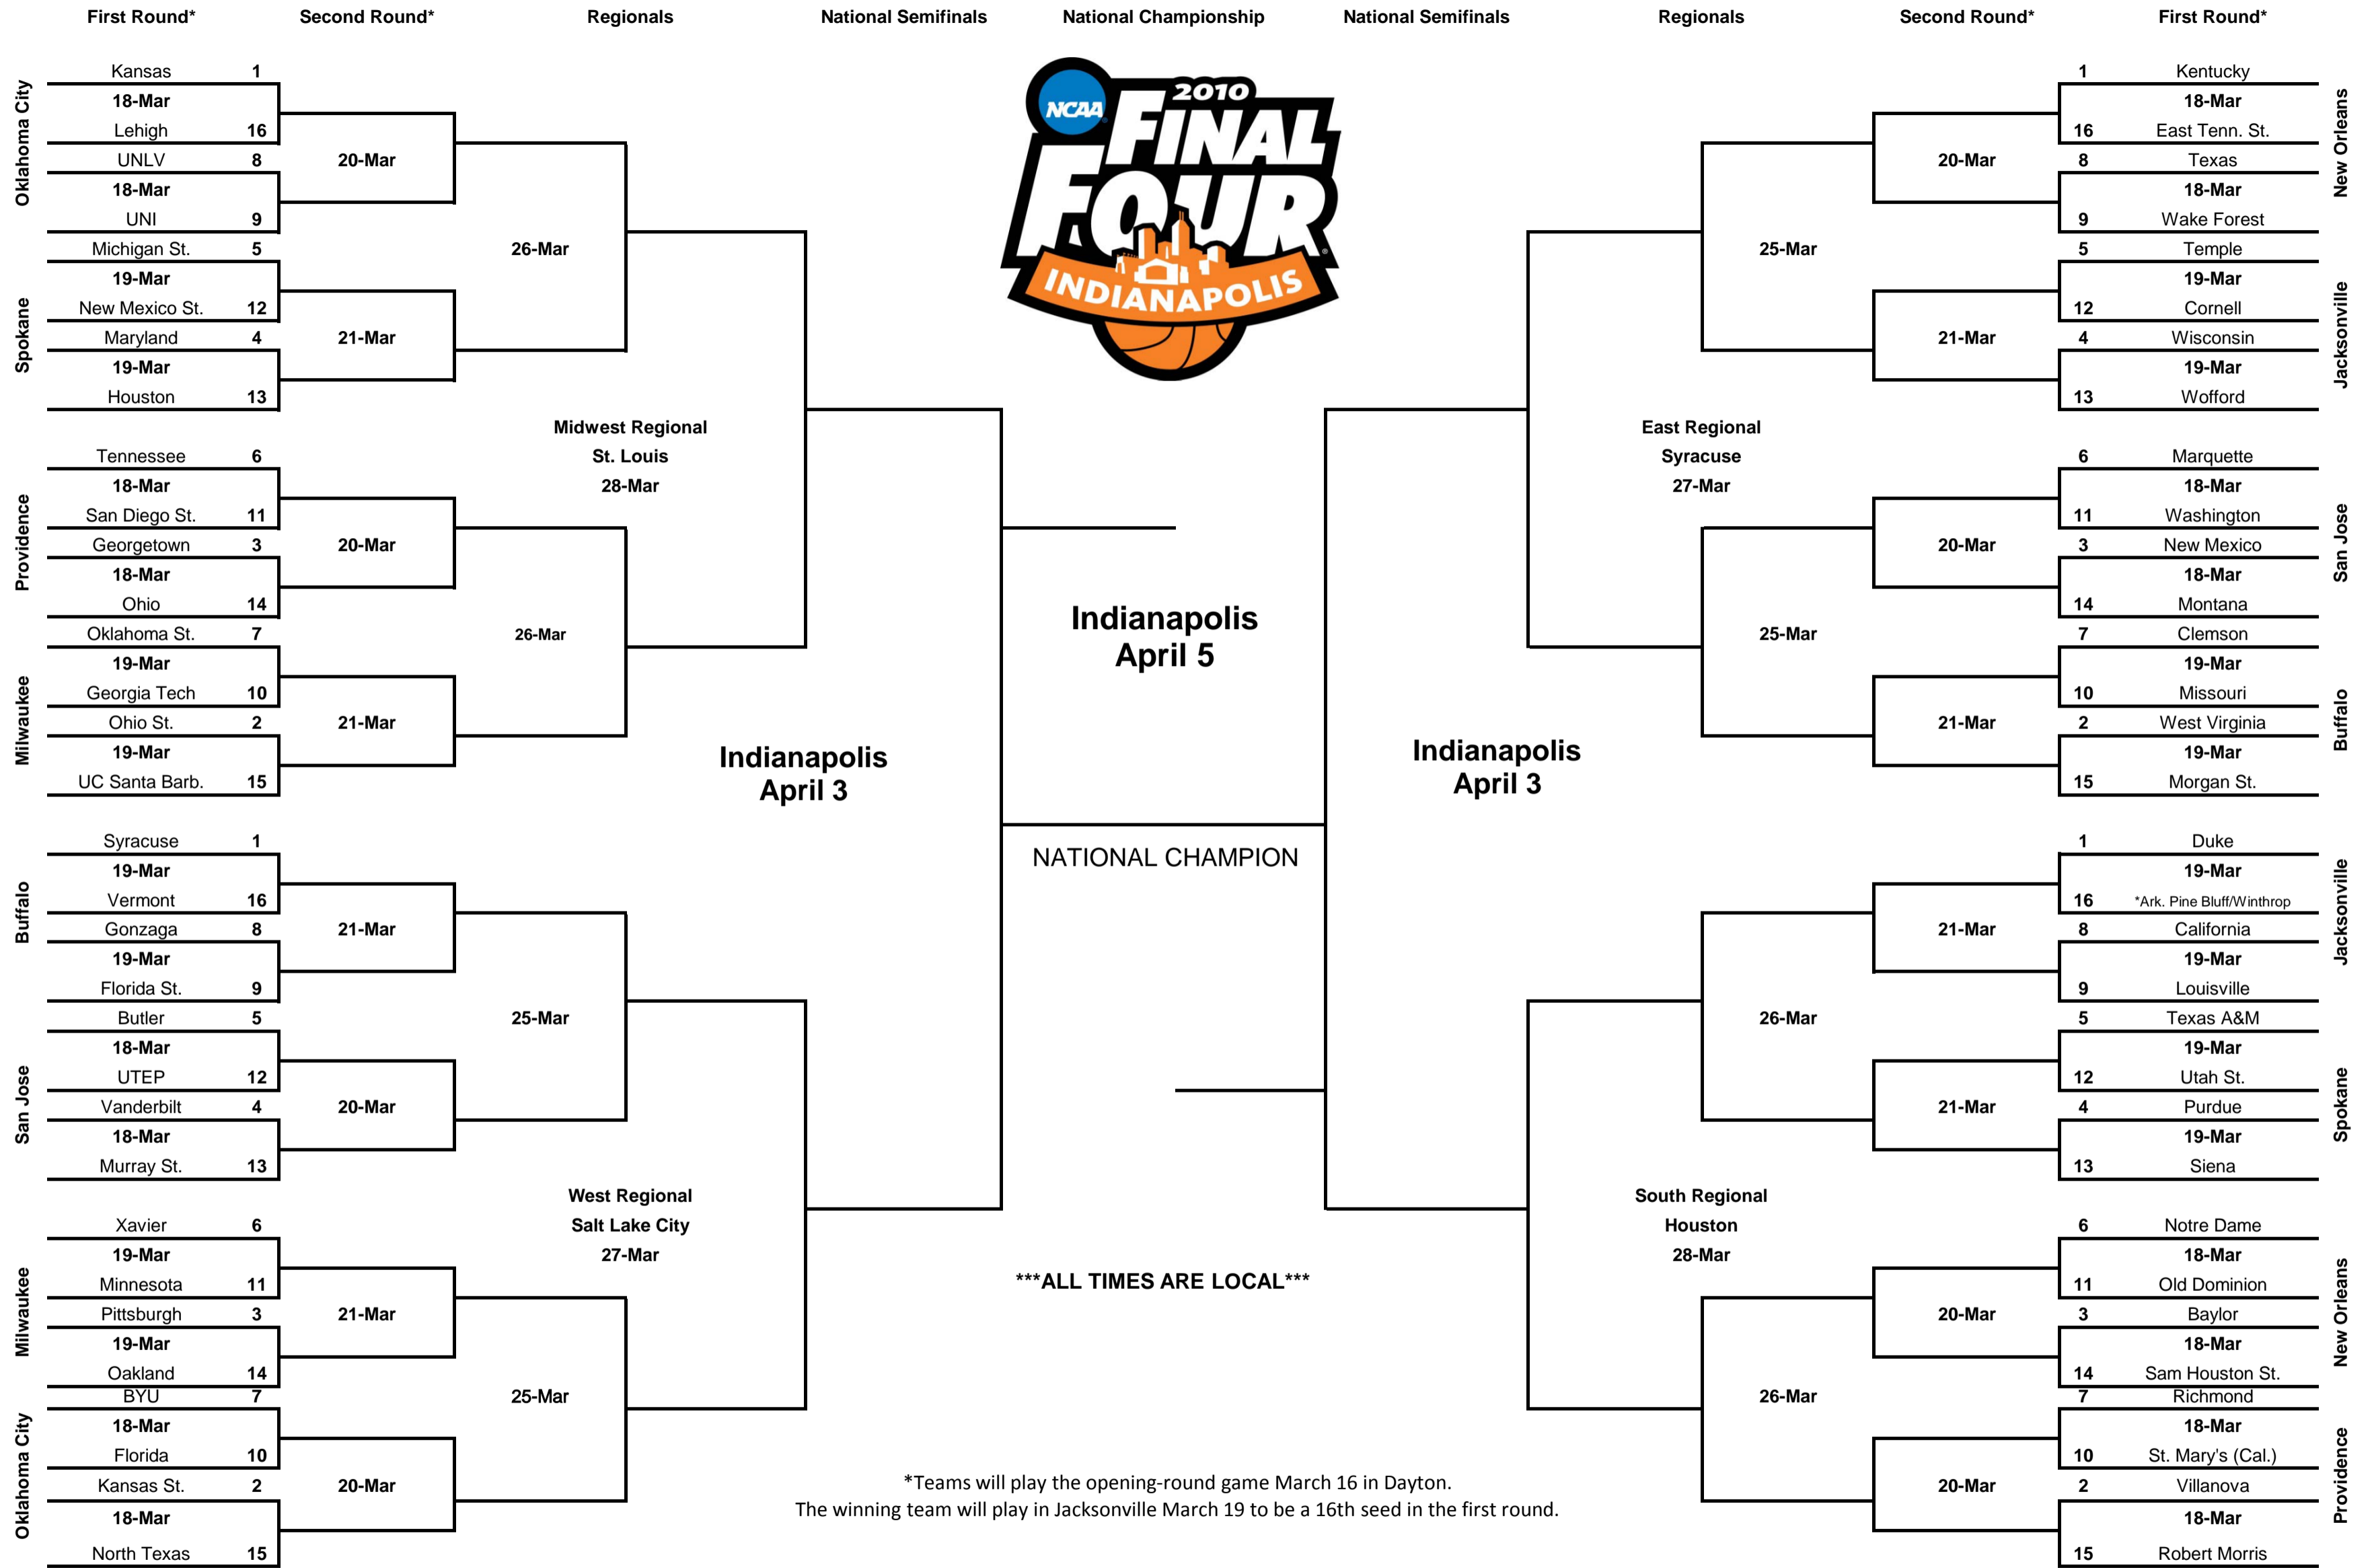 First Round* Second Round* Regionals National Semifinals National Championship National Semifinals Regionals Second Round* First Round*
Oklahoma City
Kansas 1
18-Mar
Lehigh 16
UNLV 8
18-Mar
UNI 9
20-Mar
Spokane
Michigan St. 5
19-Mar
New Mexico St. 12
Maryland 4
19-Mar
Houston 13
21-Mar
26-Mar
Midwest Regional
St. Louis
28-Mar
Providence
Tennessee 6
18-Mar
San Diego St. 11
Georgetown 3
18-Mar
Ohio 14
20-Mar
Milwaukee
Oklahoma St. 7
19-Mar
Georgia Tech 10
Ohio St. 2
19-Mar
UC Santa Barb. 15
21-Mar
26-Mar
Indianapolis
April 3
Buffalo
Syracuse 1
19-Mar
Vermont 16
Gonzaga 8
19-Mar
Florida St. 9
21-Mar
San Jose
Butler 5
18-Mar
UTEP 12
Vanderbilt 4
18-Mar
Murray St. 13
20-Mar
25-Mar
West Regional
Salt Lake City
27-Mar
Milwaukee
Xavier 6
19-Mar
Minnesota 11
Pittsburgh 3
19-Mar
Oakland 14
21-Mar
Oklahoma City
BYU 7
18-Mar
Florida 10
Kansas St. 2
18-Mar
North Texas 15
20-Mar
25-Mar
NCAA
2010
FINAL
FOUR
®
INDIANAPOLIS
Indianapolis
April 5
NATIONAL CHAMPION
***ALL TIMES ARE LOCAL***
*Teams will play the opening-round game March 16 in Dayton.
The winning team will play in Jacksonville March 19 to be a 16th seed in the first round.
1 Kentucky
18-Mar
16 East Tenn. St.
8 Texas
18-Mar
9 Wake Forest
New Orleans
20-Mar
5 Temple
19-Mar
12 Cornell
4 Wisconsin
19-Mar
13 Wofford
Jacksonville
21-Mar
25-Mar
East Regional
Syracuse
27-Mar
6 Marquette
18-Mar
11 Washington
3 New Mexico
18-Mar
14 Montana
San Jose
20-Mar
7 Clemson
19-Mar
10 Missouri
2 West Virginia
19-Mar
15 Morgan St.
Buffalo
21-Mar
25-Mar
Indianapolis
April 3
1 Duke
19-Mar
16 *Ark. Pine Bluff/Winthrop
8 California
19-Mar
9 Louisville
Jacksonville
21-Mar
5 Texas A&M
19-Mar
12 Utah St.
4 Purdue
19-Mar
13 Siena
Spokane
21-Mar
26-Mar
South Regional
Houston
28-Mar
6 Notre Dame
18-Mar
11 Old Dominion
3 Baylor
18-Mar
14 Sam Houston St.
New Orleans
20-Mar
7 Richmond
18-Mar
10 St. Mary's (Cal.)
2 Villanova
18-Mar
15 Robert Morris
Providence
20-Mar
26-Mar